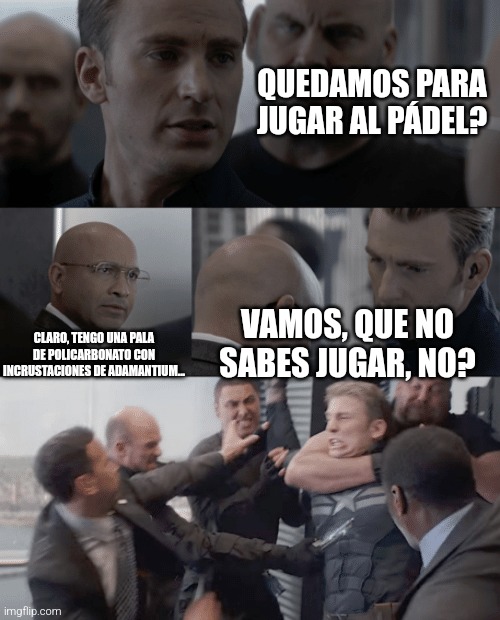 QUEDAMOS PARA
JUGAR AL PÁDEL?
CLARO, TENGO UNA PALA
DE POLICARBONATO CON
INCRUSTACIONES DE ADAMANTIUM...
VAMOS, QUE NO
SABES JUGAR, NO?
imgflip.com